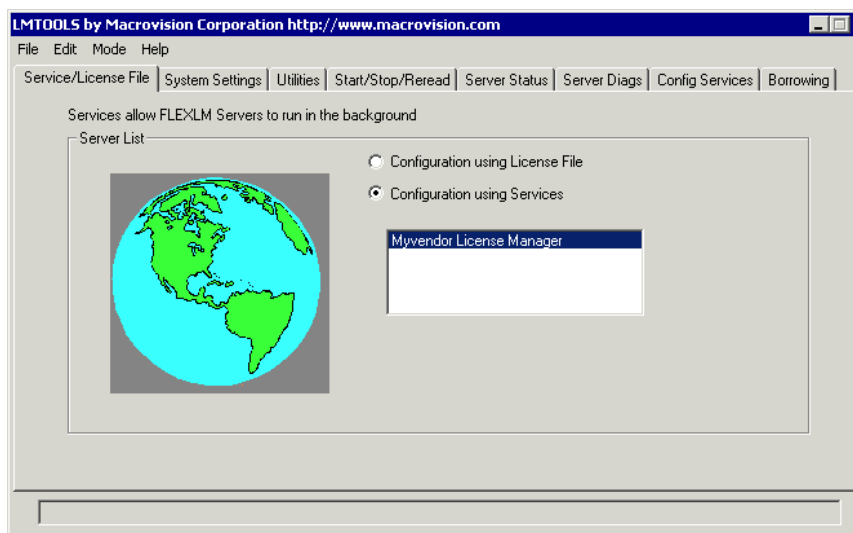 LMTOOLS by Macrovision Corporation http://www.macrovision.com
File Edit Mode Help
Service/License File System Settings Utilities Start/Stop/Reread Server Status Server Diags Config Services Borrowing
Services allow FLEXLM Servers to run in the background
Server List
Configuration using License File
Configuration using Services
Myvendor License Manager